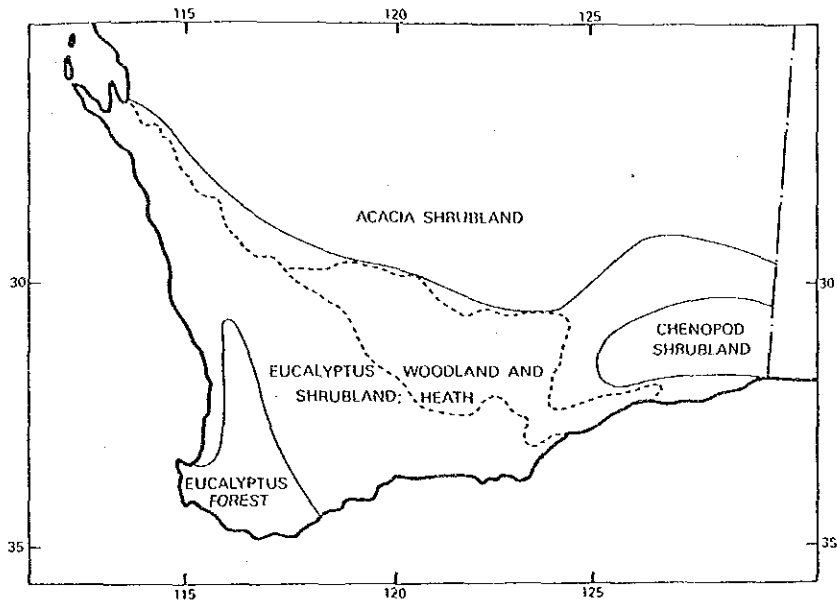 115 120 125
ACACIA SHRUBLAND
30 30
CHENOPOD
SHRUBLAND
EUCALYPTUS WOODLAND AND
SHRUBLAND; HEATH
EUCALYPTUS
FOREST
35 35
115 120 125